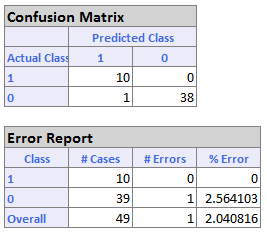 Confusion Matrix
Predicted Class
Actual Class 1 0
1 10 0
0 1 38
Error Report
Class # Cases # Errors % Error
1 10 0 0
0 39 1 2.564103
Overall 49 1 2.040816